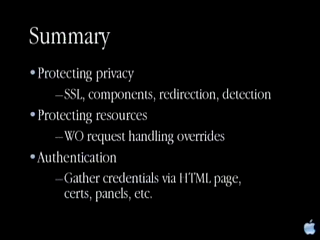 Summary
• Protecting privacy
– SSL, components, redirection, detection
• Protecting resources
– WO request handling overrides
• Authentication
– Gather credentials via HTML page,
certs, panels, etc.